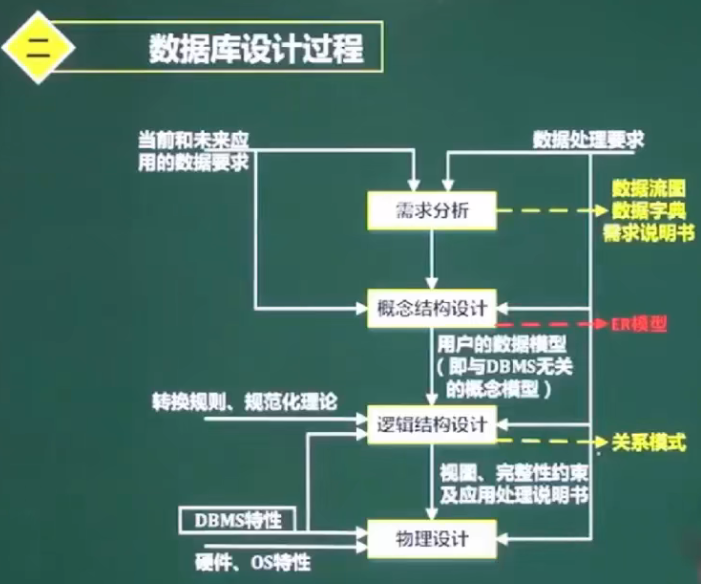 二
数据库设计过程
当前和未来应
用的数据要求
数据处理要求
需求分析
数据流图
数据字典
需求说明书
概念结构设计
ER模型
用户的数据模型
(即与DBMS无关
的概念模型)
转换规则、规范化理论
逻辑结构设计
关系模式
视图、完整性约束
及应用处理说明书
DBMS特性
物理设计
硬件、OS特性